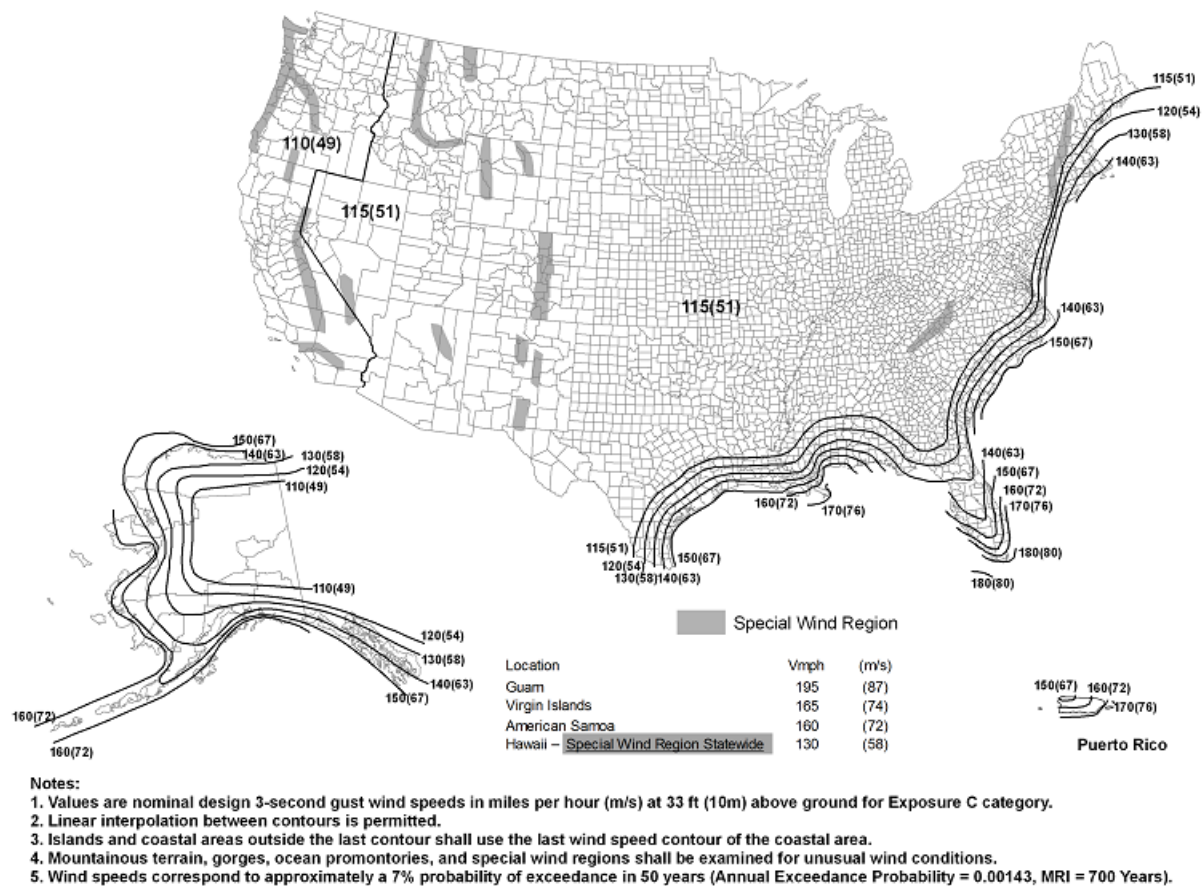 115(51)
120(54)
130(58)
140(63)
110(49)
115(51)
115(51)
140(63)
150(67)
150(67)
140(63)
130(58)
120(54)
110(49)
140(63)
150(67)
160(72)
170(76)
160(72)
170(76)
115(51)
120(54)
130(58)
140(63)
150(67)
180(80)
180(80)
110(49)
120(54)
130(58)
140(63)
150(67)
160(72)
160(72)
Special Wind Region
Location Vmph (m/s)
Guam 195 (87)
Virgin Islands 165 (74)
American Samoa 160 (72)
Hawaii – Special Wind Region Statewide 130 (58)
150(67)
160(72)
170(76)
Puerto Rico
Notes:
1. Values are nominal design 3-second gust wind speeds in miles per hour (m/s) at 33 ft (10m) above ground for Exposure C category.
2. Linear interpolation between contours is permitted.
3. Islands and coastal areas outside the last contour shall use the last wind speed contour of the coastal area.
4. Mountainous terrain, gorges, ocean promontories, and special wind regions shall be examined for unusual wind conditions.
5. Wind speeds correspond to approximately a 7% probability of exceedance in 50 years (Annual Exceedance Probability = 0.00143, MRI = 700 Years).